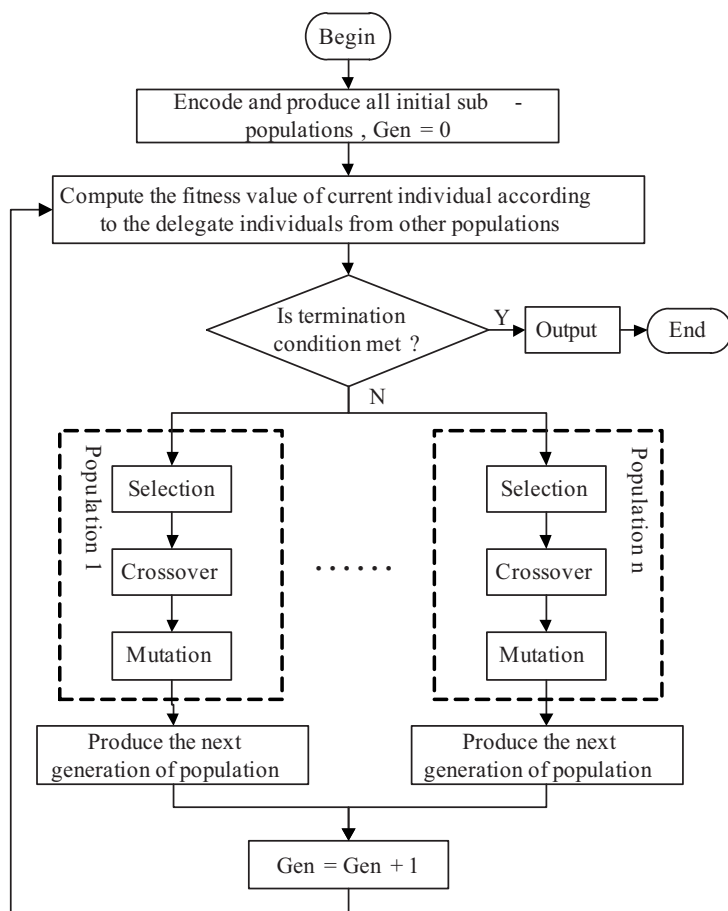 Begin
Encode and produce all initial sub -
populations , Gen = 0
Compute the fitness value of current individual according
to the delegate individuals from other populations
Is termination
condition met ?
Y
Output
End
N
Population 1
Selection
Crossover
Mutation
......
Population n
Selection
Crossover
Mutation
Produce the next
generation of population
Produce the next
generation of population
Gen = Gen + 1